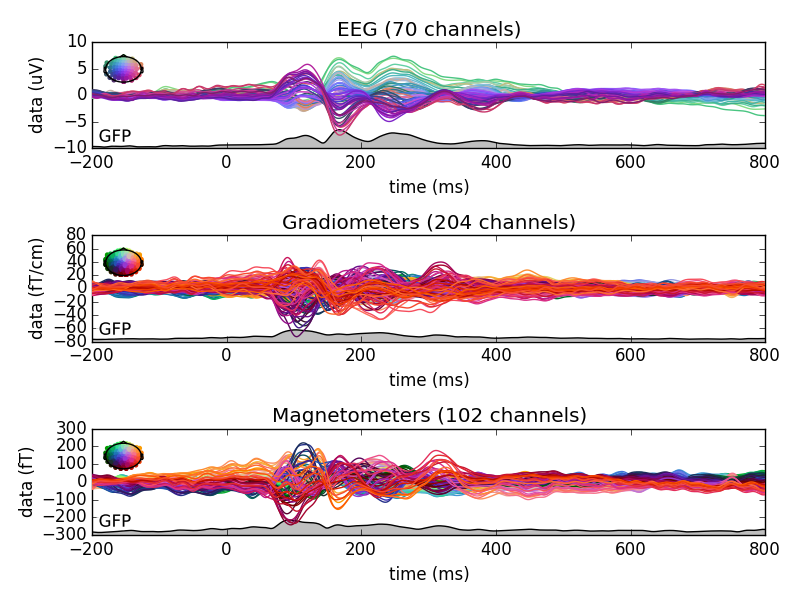 EEG (70 channels)
data (uV)
10
5
0
−5
−10
GFP
−200 0 200 400 600 800
time (ms)
Gradiometers (204 channels)
data (fT/cm)
80
60
40
20
0
−20
−40
−60
−80
GFP
−200 0 200 400 600 800
time (ms)
Magnetometers (102 channels)
data (fT)
300
200
100
0
−100
−200
−300
GFP
−200 0 200 400 600 800
time (ms)